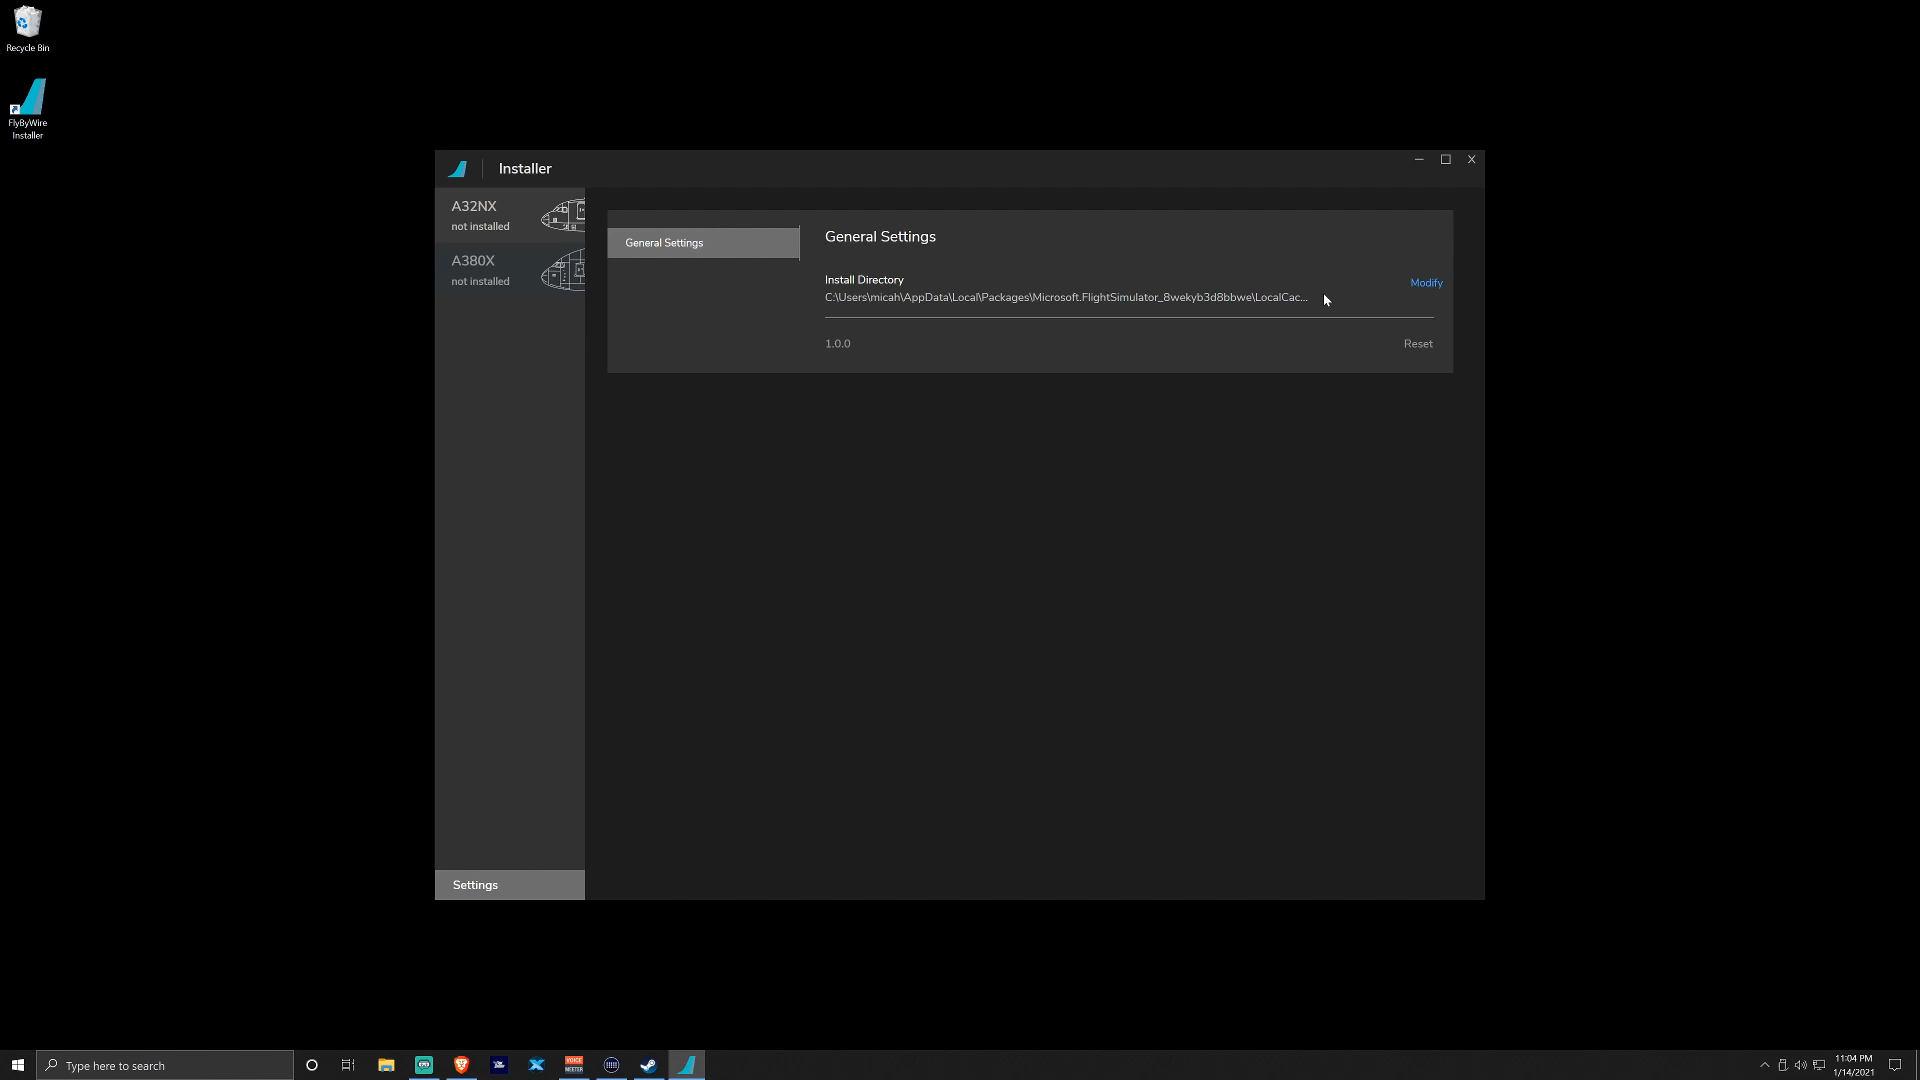 Recycle Bin
FlyByWire
Installer
Installer
A32NX
not installed
A380X
not installed
Settings
General Settings
General Settings
Install Directory
Modify
C:\Users\micah\AppData\Local\Packages\Microsoft.FlightSimulator_8wekyb3d8bbwe\LocalCac...
1.0.0
Reset
Type here to search
VOICE
MEETER
11:04 PM
1/14/2021